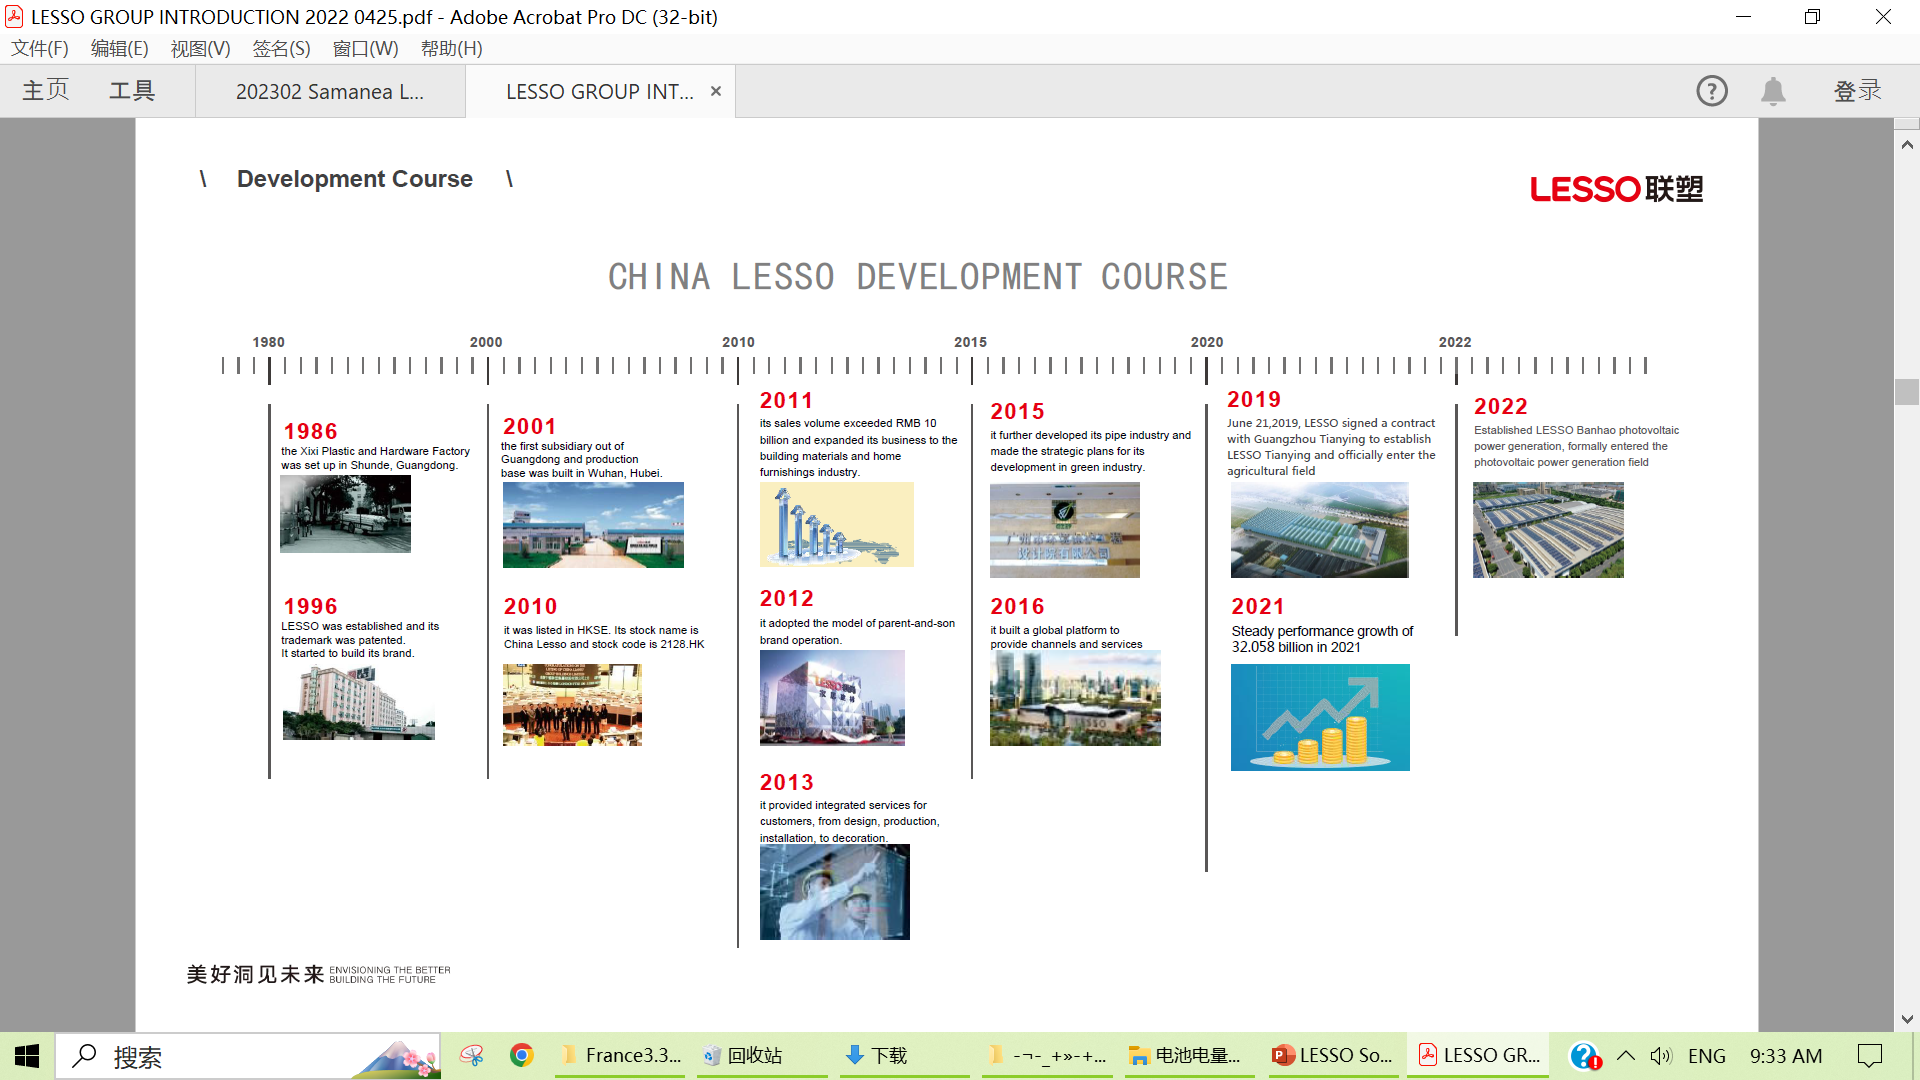 LESSO GROUP INTRODUCTION 2022 0425.pdf - Adobe Acrobat Pro DC (32-bit)
文件(F) 编辑(E) 视图(V) 签名(S) 窗口(W) 帮助(H)
主页 工具 202302 Samanea L... LESSO GROUP INT... × ? 登录
\ Development Course \
LESSO联塑
CHINA LESSO DEVELOPMENT COURSE
1980 2000 2010 2015 2020 2022
1986
the Xixi Plastic and Hardware Factory
was set up in Shunde, Guangdong.
1996
LESSO was established and its
trademark was patented.
It started to build its brand.
2001
the first subsidiary out of
Guangdong and production
base was built in Wuhan, Hubei.
2010
it was listed in HKSE. Its stock name is
China Lesso and stock code is 2128.HK
2011
its sales volume exceeded RMB 10
billion and expanded its business to the
building materials and home
furnishings industry.
2012
it adopted the model of parent-and-son
brand operation.
LESSO
2013
it provided integrated services for
customers, from design, production,
installation, to decoration.
2015
it further developed its pipe industry and
made the strategic plans for its
development in green industry.
2016
it built a global platform to
provide channels and services
LESSO
2019
June 21,2019, LESSO signed a contract
with Guangzhou Tianying to establish
LESSO Tianying and officially enter the
agricultural field
2021
Steady performance growth of
32.058 billion in 2021
2022
Established LESSO Banhao photovoltaic
power generation, formally entered the
photovoltaic power generation field
美好洞见未来 ENVISIONING THE BETTER
BUILDING THE FUTURE
搜索 France3.3... 回收站 下载 -¬-_+»-+... 电池电量... LESSO So... LESSO GR... ENG 9:33 AM